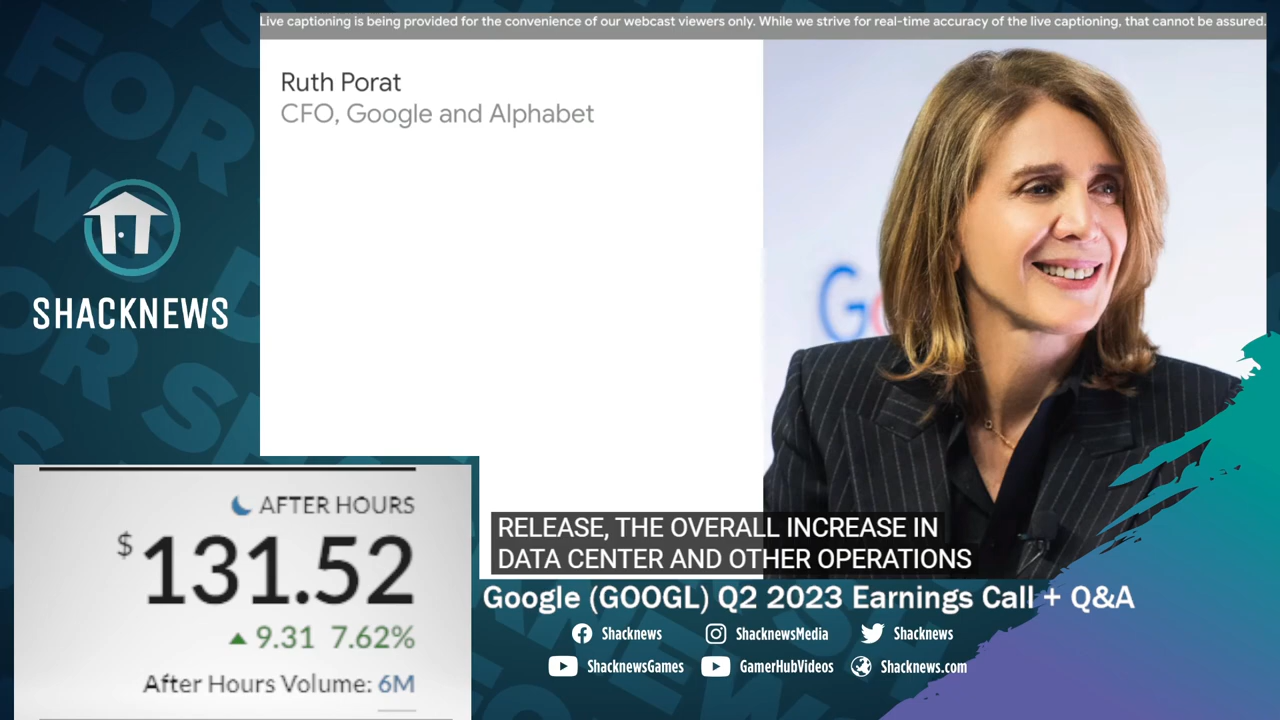 Live captioning is being provided for the convenience of our webcast viewers only. While we strive for real-time accuracy of the live captioning, that cannot be assured.
Ruth Porat
CFO, Google and Alphabet
SHACKNEWS
AFTER HOURS
$131.52
▲ 9.31 7.62%
After Hours Volume: 6M
RELEASE, THE OVERALL INCREASE IN
DATA CENTER AND OTHER OPERATIONS
Google (GOOGL) Q2 2023 Earnings Call + Q&A
Shacknews ShacknewsMedia Shacknews
ShacknewsGames GamerHubVideos Shacknews.com